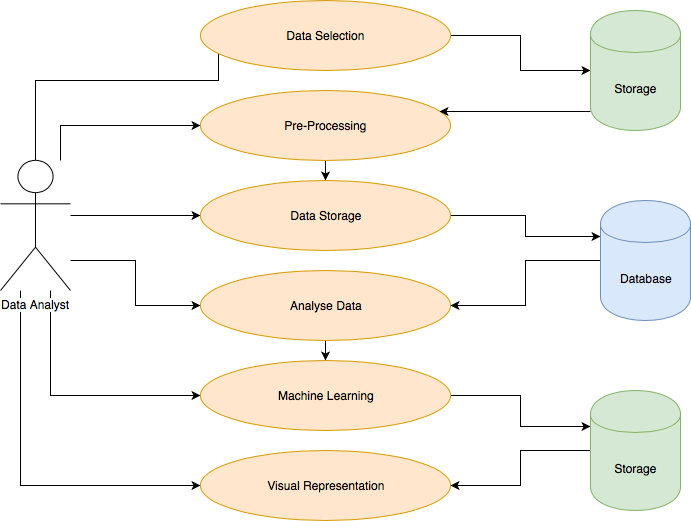 Data Selection
Storage
Pre-Processing
Data Storage
Database
Data Analyst
Analyse Data
Machine Learning
Storage
Visual Representation